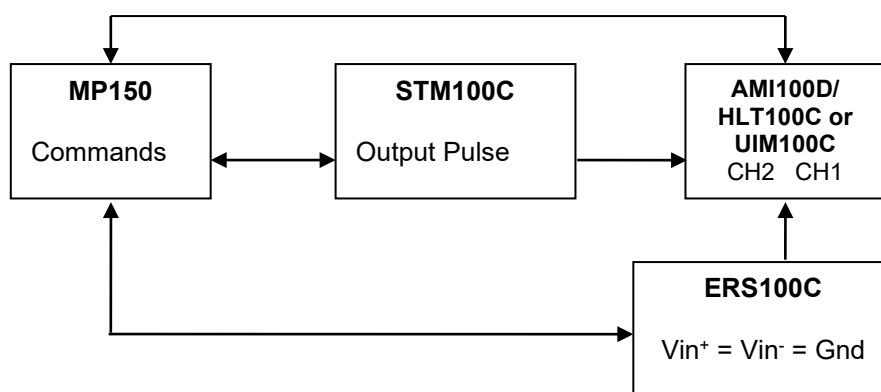 MP150
Commands
STM100C
Output Pulse
AMI100D/
HLT100C or
UIM100C
CH2 CH1
ERS100C
Vin⁺ = Vin⁻ = Gnd